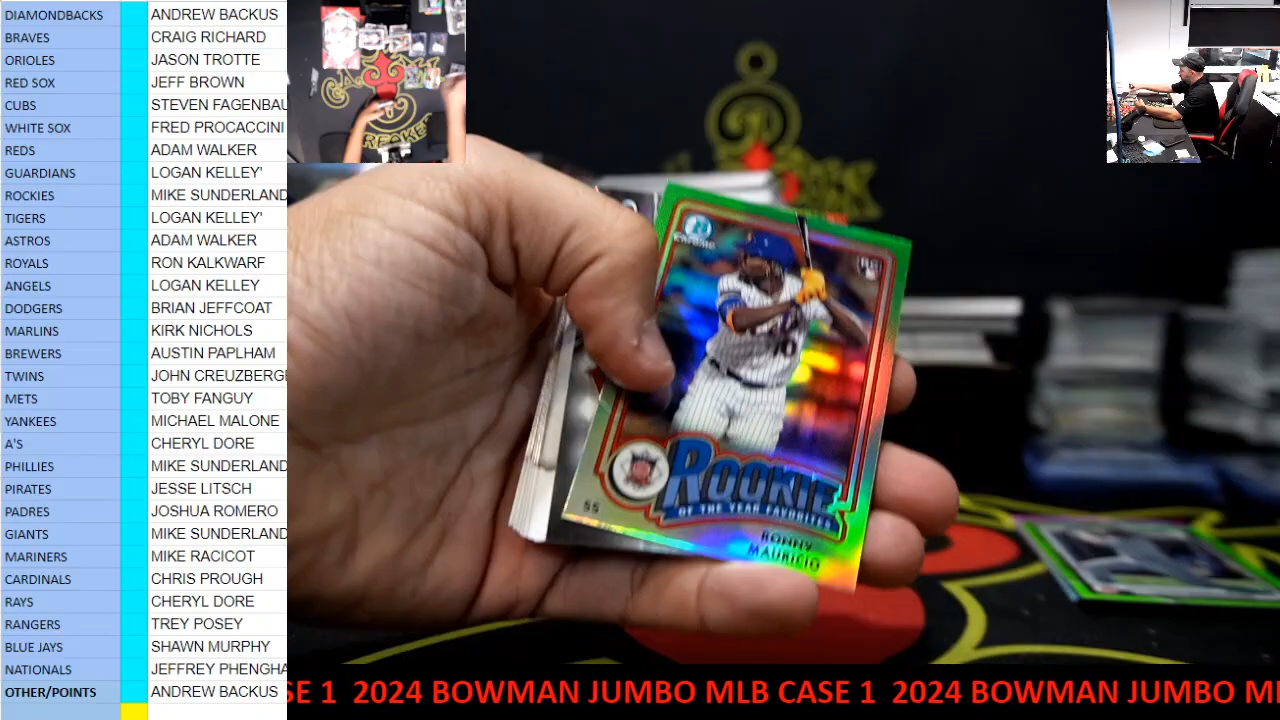 DIAMONDBACKS ANDREW BACKUS
BRAVES CRAIG RICHARD
ORIOLES JASON TROTTE
RED SOX JEFF BROWN
CUBS STEVEN FAGENBAU
WHITE SOX FRED PROCACCINI
REDS ADAM WALKER
GUARDIANS LOGAN KELLEY'
ROCKIES MIKE SUNDERLAND
TIGERS LOGAN KELLEY'
ASTROS ADAM WALKER
ROYALS RON KALKWARF
ANGELS LOGAN KELLEY
DODGERS BRIAN JEFFCOAT
MARLINS KIRK NICHOLS
BREWERS AUSTIN PAPLHAM
TWINS JOHN CREUZBERGE
METS TOBY FANGUY
YANKEES MICHAEL MALONE
A'S CHERYL DORE
PHILLIES MIKE SUNDERLAND
PIRATES JESSE LITSCH
PADRES JOSHUA ROMERO
GIANTS MIKE SUNDERLAND
MARINERS MIKE RACICOT
CARDINALS CHRIS PROUGH
RAYS CHERYL DORE
RANGERS TREY POSEY
BLUE JAYS SHAWN MURPHY
NATIONALS JEFFREY PHENGHA
OTHER/POINTS ANDREW BACKUS
CHROME
ROOKIE
OF THE YEAR FAVORITES
RONNY
MAURICIO
SE 1 2024 BOWMAN JUMBO MLB CASE 1 2024 BOWMAN JUMBO M